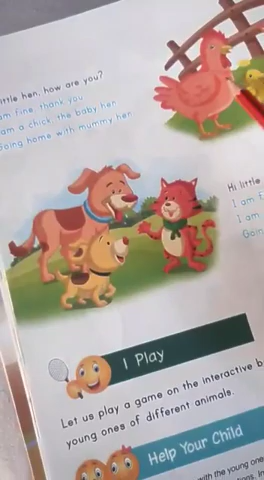 little hen, how are you?
am fine, thank you
am a chick, the baby hen
Going home with mummy hen
Hi little
I am
I am
Goin
I Play
Let us play a game on the interactive b
young ones of different animals.
Help Your Child
with the young one